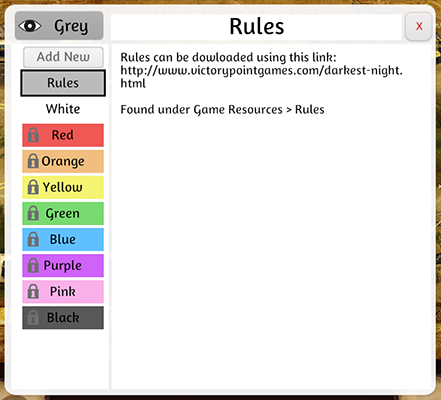 Grey
Rules
X
Add New
Rules
White
Red
Orange
Yellow
Green
Blue
Purple
Pink
Black
Rules can be dowloaded using this link:
http://www.victorypointgames.com/darkest-night.
html
Found under Game Resources > Rules